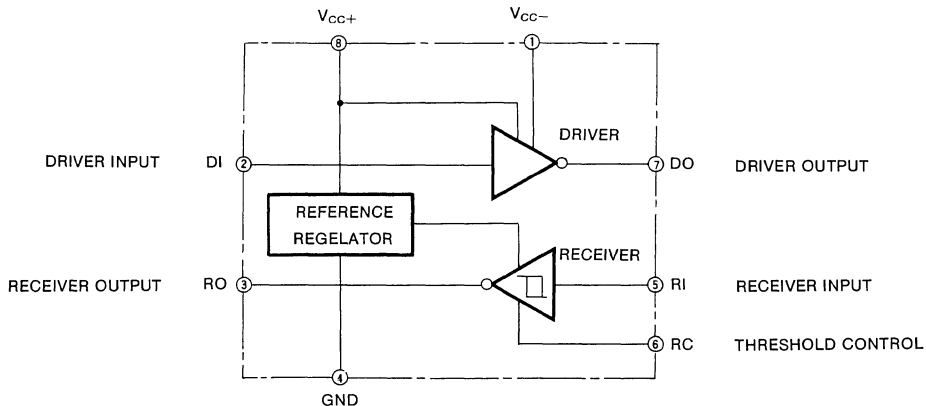 VCC+ VCC−
8 1
DRIVER
DRIVER INPUT DI 2 7 DO DRIVER OUTPUT
REFERENCE
REGELATOR
RECEIVER
RECEIVER OUTPUT RO 3 5 RI RECEIVER INPUT
6 RC THRESHOLD CONTROL
4
GND